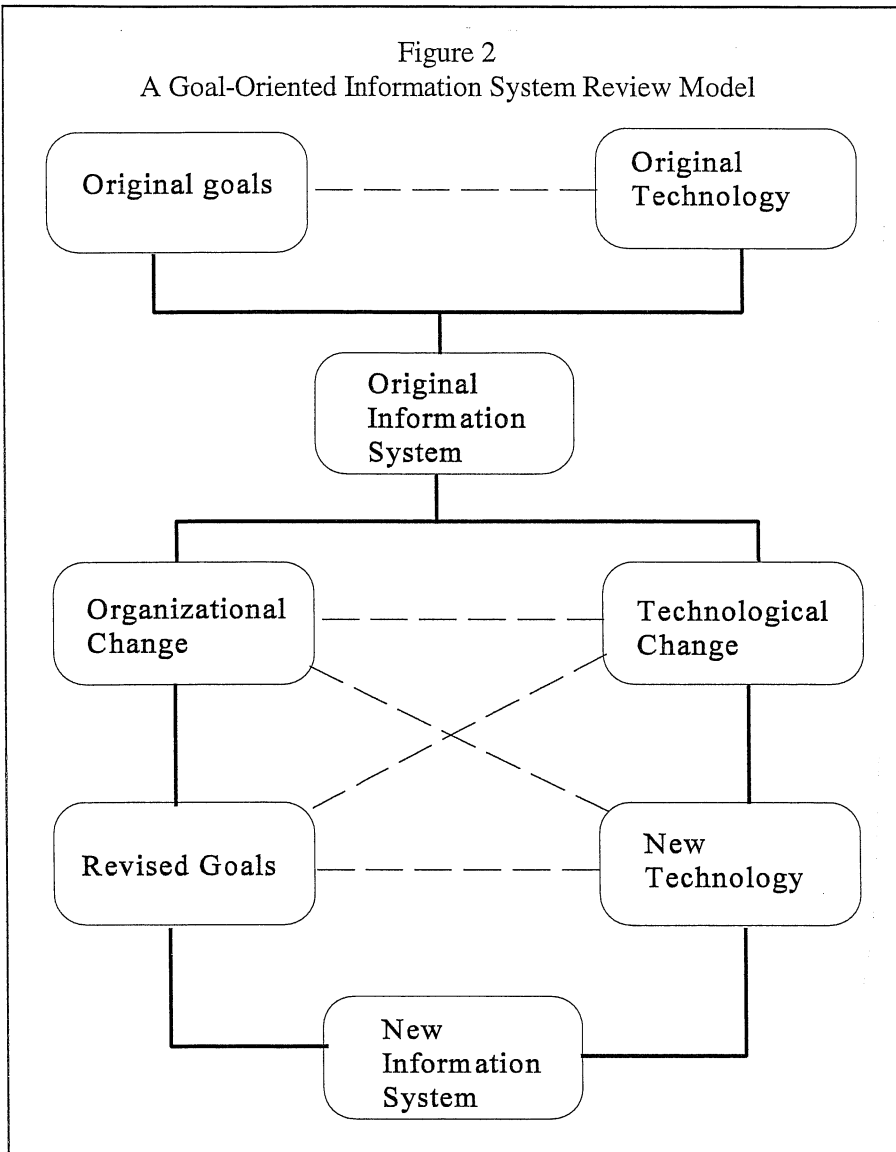 Figure 2
A Goal-Oriented Information System Review Model
Original goals
Original
Technology
Original
Information
System
Organizational
Change
Technological
Change
Revised Goals
New
Technology
New
Information
System